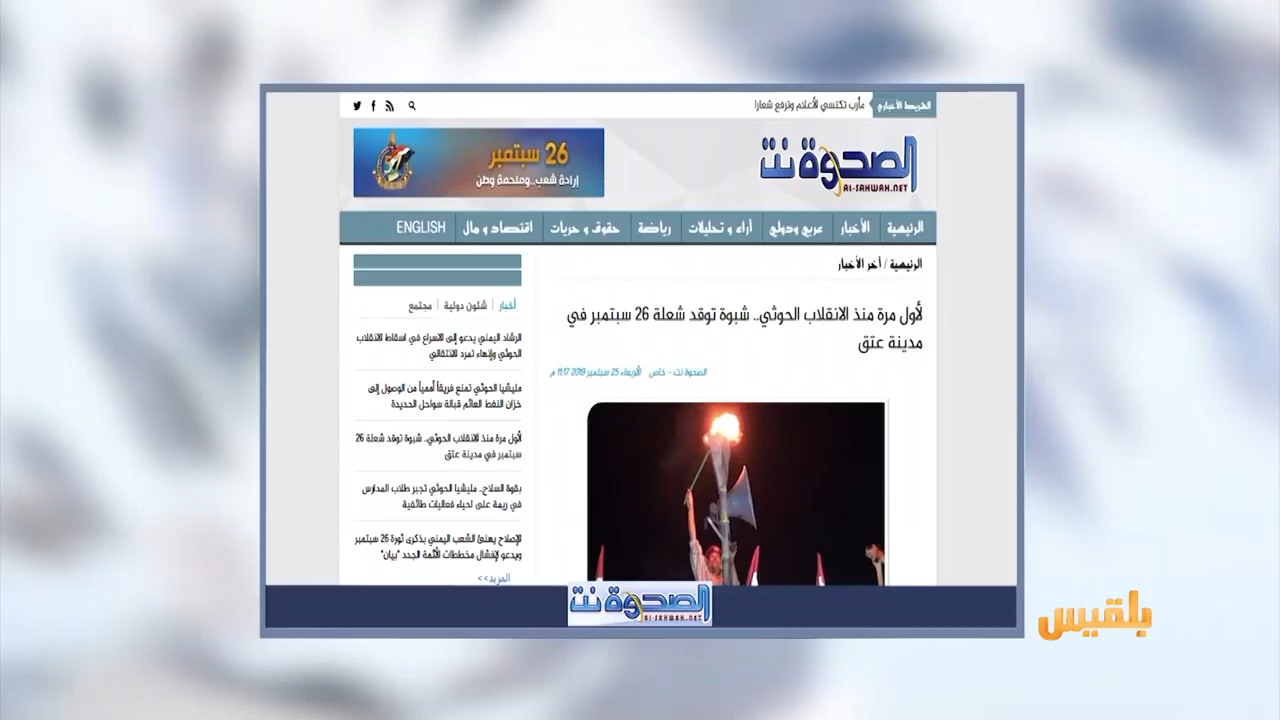 الشريط الأخباري
مأرب تكتسي الأعلام وترفع شعارا
الصحوة نت
AL-SAHWAH.NET
26 سبتمبر
إرادة شعب..وملحمة وطن
الرئيسية
الأخبار
عربي ودولي
آراء و تحليلات
رياضة
حقوق و حريات
اقتصاد و مال
ENGLISH
الرئيسية / آخر الأخبار
لأول مرة منذ الانقلاب الحوثي.. شبوة توقد شعلة 26 سبتمبر في
مدينة عتق
الصحوة نت - خاص الأربعاء 25 سبتمبر 2019 11:17 م
أخبار | شئون دولية | مجتمع
الرشاد اليمني يدعو إلى الاسراع في اسقاط الانقلاب
الحوثي وإنهاء تمرد الانتقالي
مليشيا الحوثي تمنع فريقاً أممياً من الوصول إلى
خزان النفط العائم قبالة سواحل الحديدة
لأول مرة منذ الانقلاب الحوثي.. شبوة توقد شعلة 26
سبتمبر في مدينة عتق
بقوة السلاح.. مليشيا الحوثي تجبر طلاب المدارس
في ريمة على احياء فعاليات طائفية
الإصلاح يهنئ الشعب اليمني بذكرى ثورة 26 سبتمبر
ويدعو لإفشال مخططات الأئمة الجدد "بيان"
المزيد>>
الصحوة نت
AL-SAHWAH.NET
بلقيس